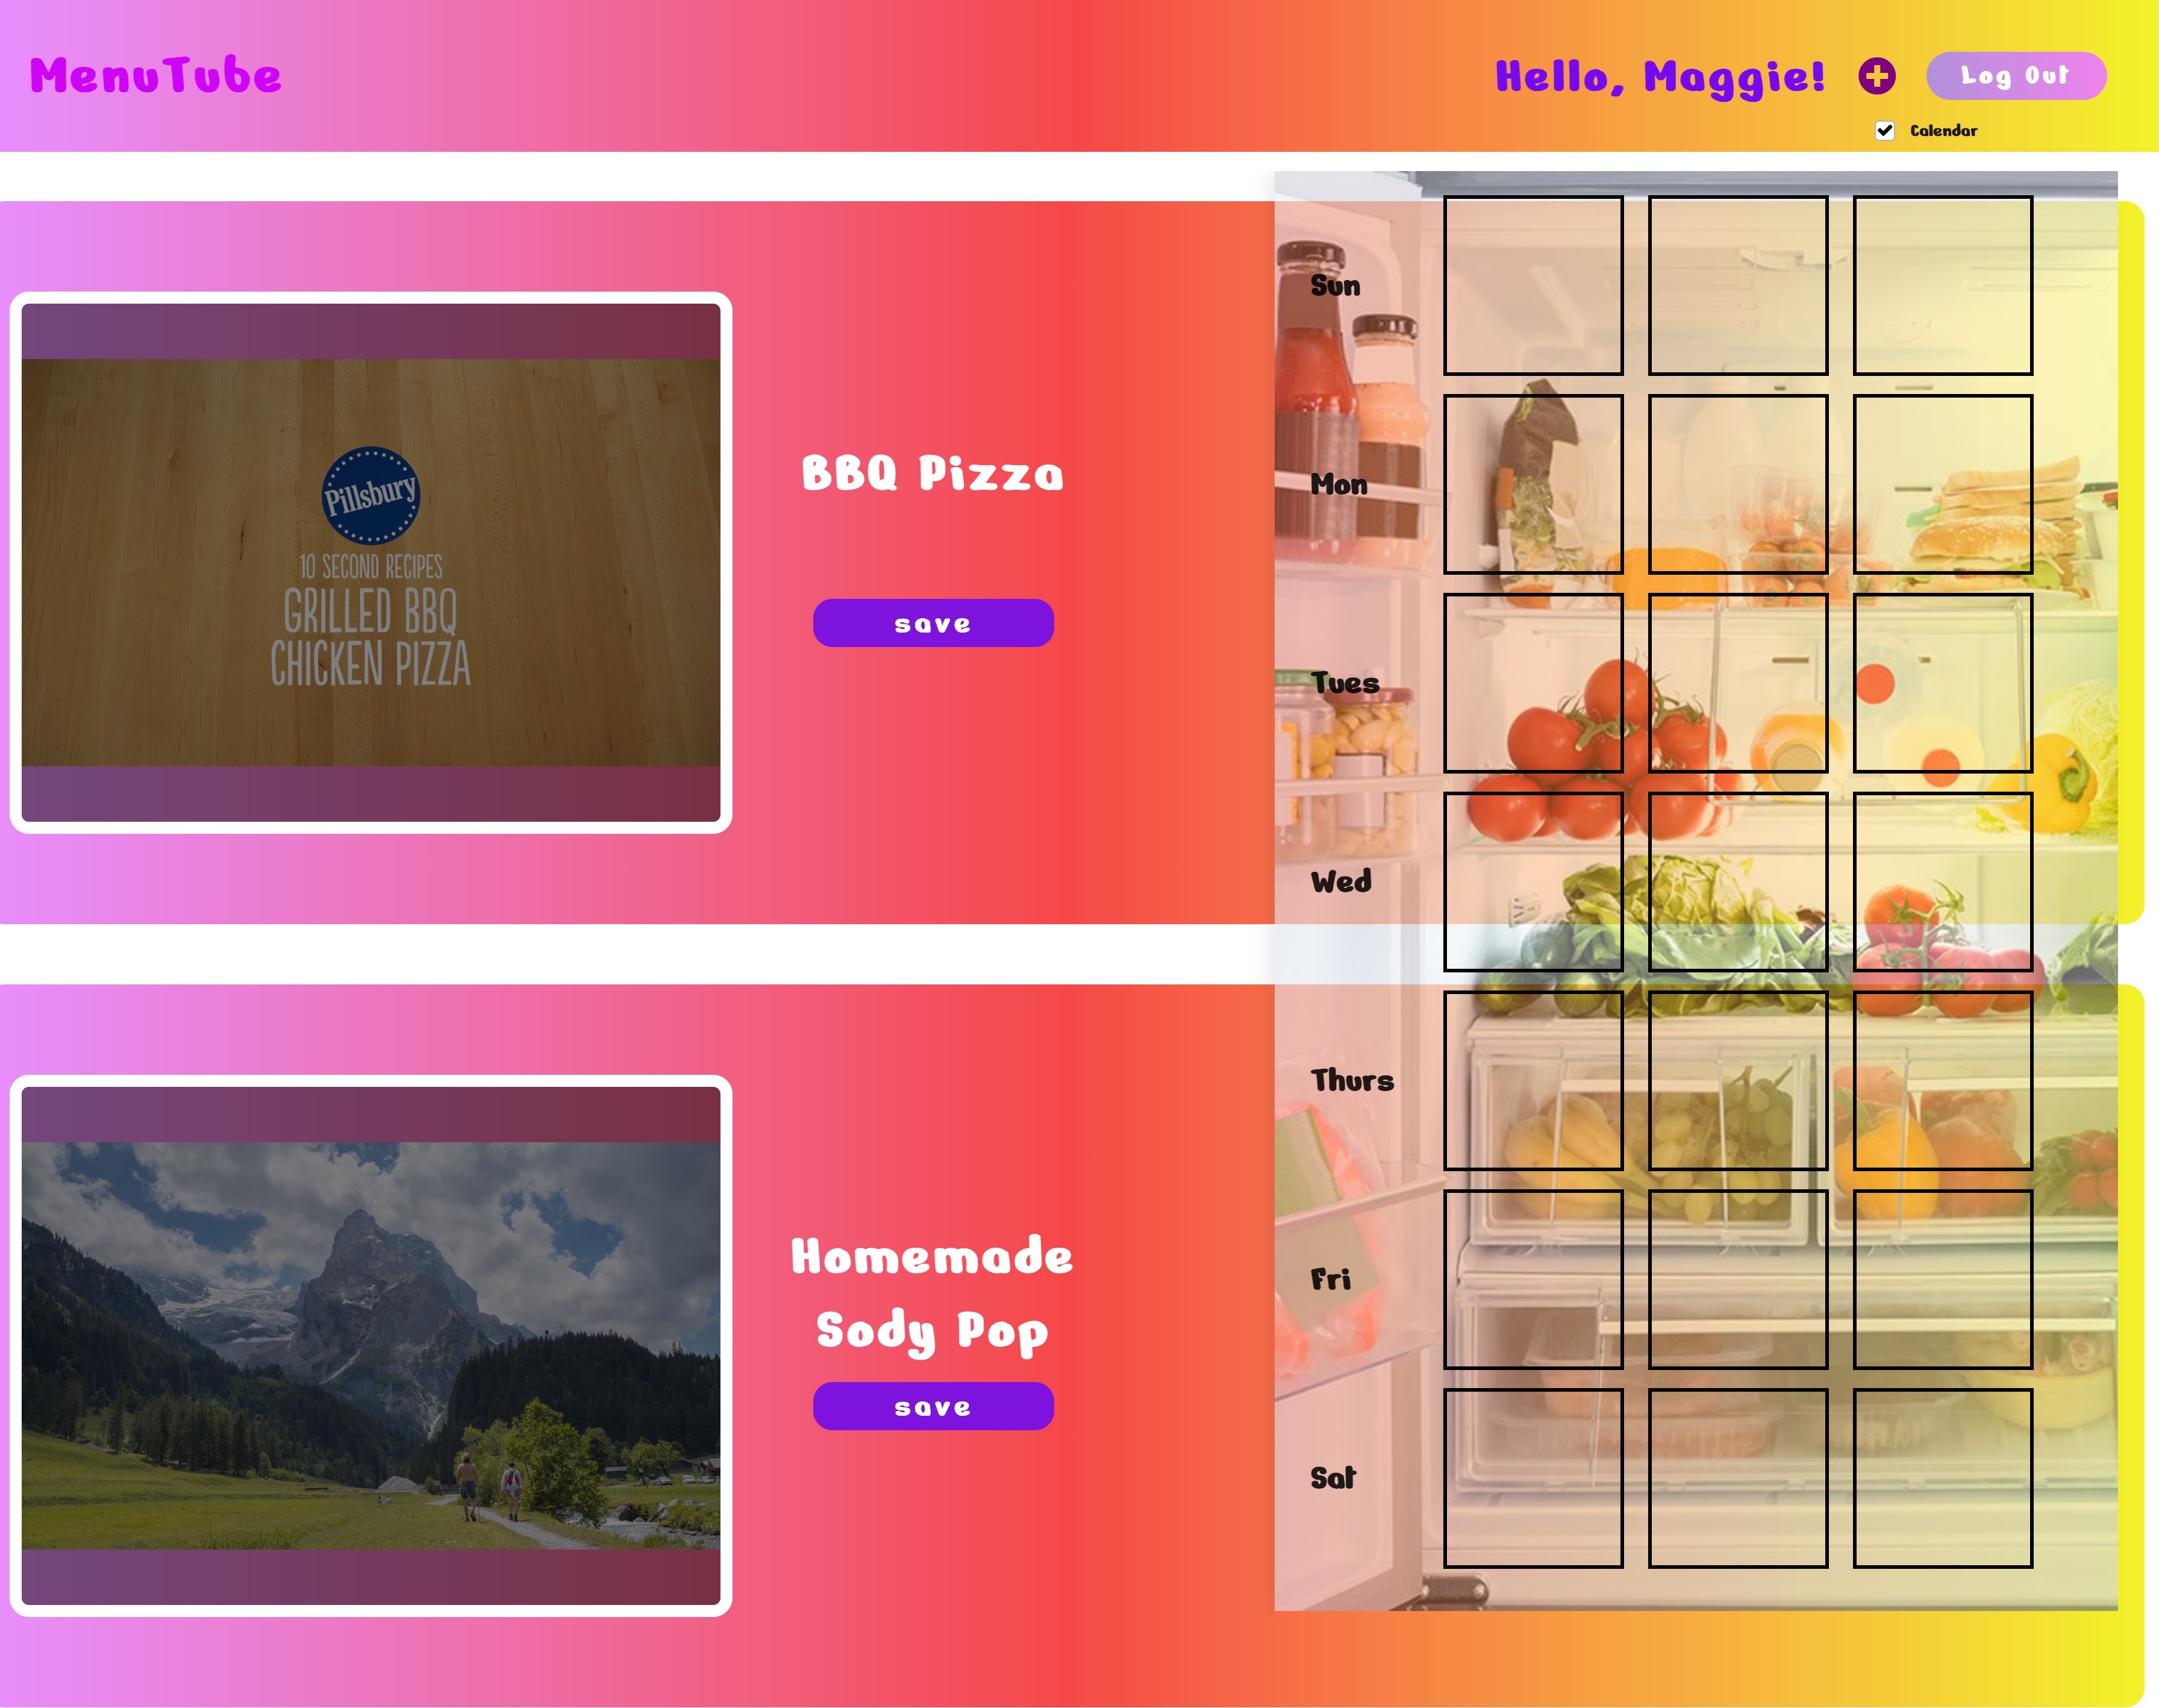 MenuTube
Hello, Maggie!
Log Out
Calendar
Pillsbury
10 SECOND RECIPES
GRILLED BBQ
CHICKEN PIZZA
BBQ Pizza
save
Homemade
Sody Pop
save
Sun
Mon
Tues
Wed
Thurs
Fri
Sat